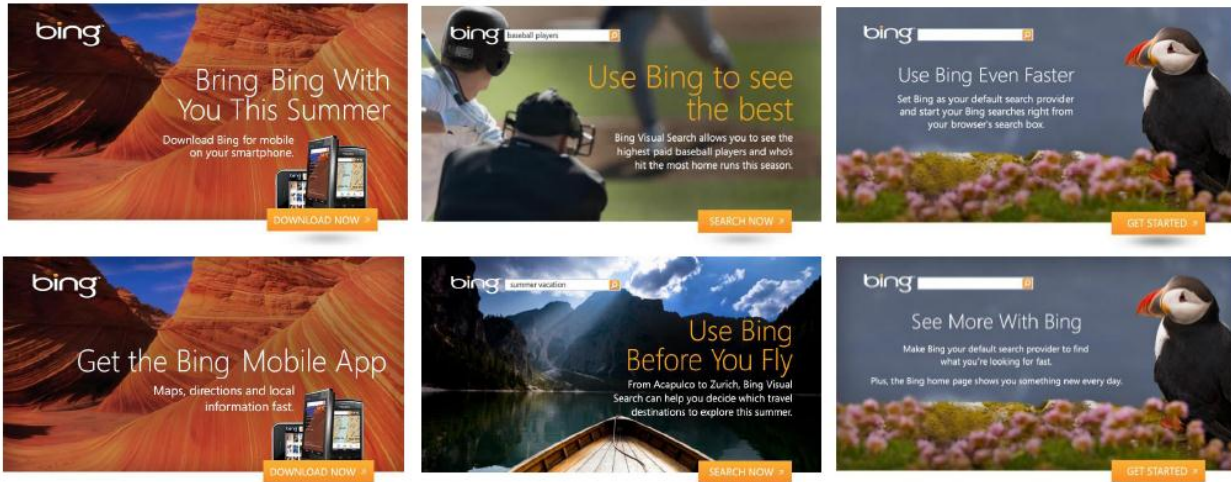 bing
Bring Bing With
You This Summer
Download Bing for mobile
on your smartphone.
DOWNLOAD NOW »
bing
baseball players
Use Bing to see
the best
Bing Visual Search allows you to see the
highest paid baseball players and who's
hit the most home runs this season.
SEARCH NOW »
bing
Use Bing Even Faster
Set Bing as your default search provider
and start your Bing searches right from
your browser's search box.
GET STARTED »
bing
Get the Bing Mobile App
Maps, directions and local
information fast.
DOWNLOAD NOW »
bing
summer vacation
Use Bing
Before You Fly
From Acapulco to Zurich, Bing Visual
Search can help you decide which travel
destinations to explore this summer.
SEARCH NOW »
bing
See More With Bing
Make Bing your default search provider to find
what you're looking for fast.
Plus, the Bing home page shows you something new every day.
GET STARTED »